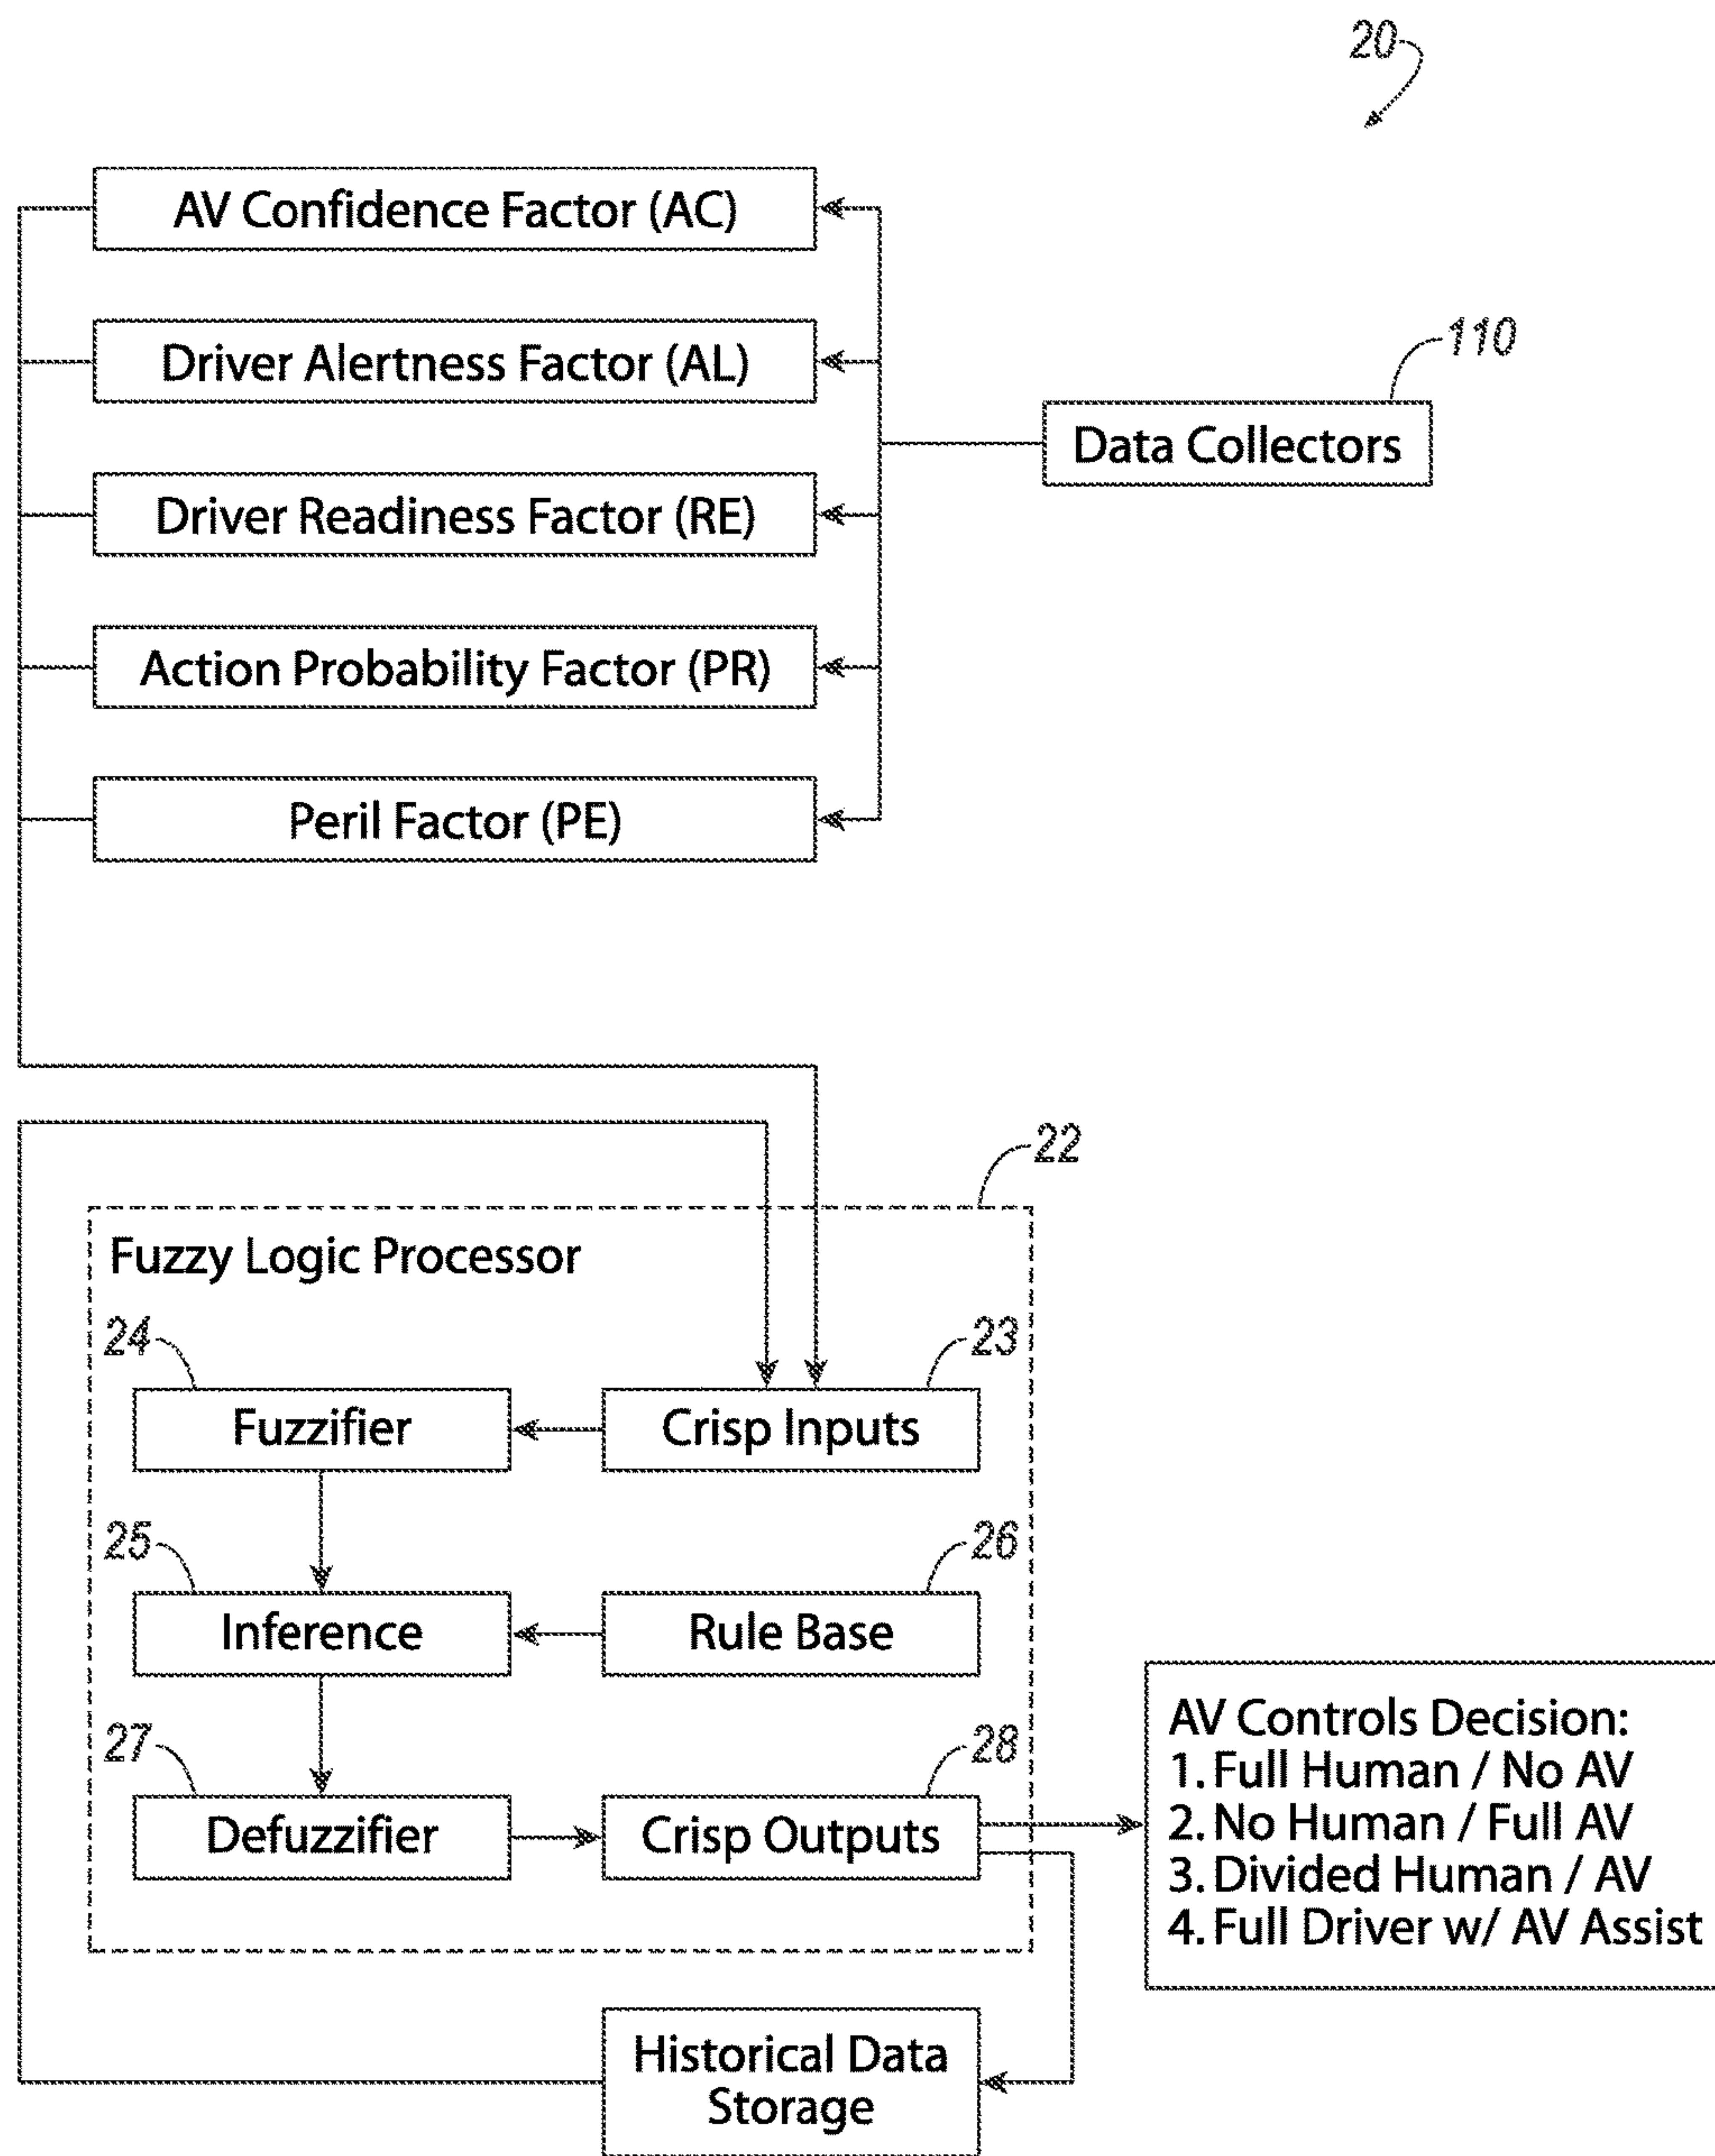 20
AV Confidence Factor (AC)
Driver Alertness Factor (AL)
110
Data Collectors
Driver Readiness Factor (RE)
Action Probability Factor (PR)
Peril Factor (PE)
22
Fuzzy Logic Processor
24
23
Fuzzifier
Crisp Inputs
25
26
Inference
Rule Base
27
28
Defuzzifier
Crisp Outputs
AV Controls Decision:
1. Full Human / No AV
2. No Human / Full AV
3. Divided Human / AV
4. Full Driver w/ AV Assist
Historical Data
Storage